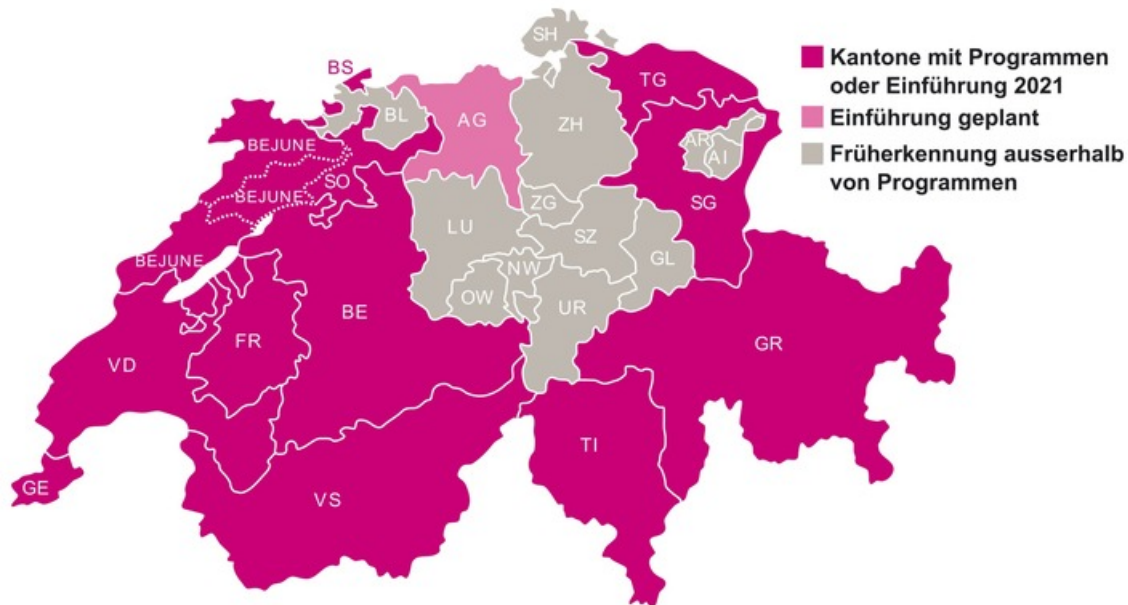 SH
BS
TG
BL
AG
ZH
BEJUNE
AR
AI
SO
BEJUNE
ZG
SG
LU
SZ
BEJUNE
NW
GL
OW
UR
BE
FR
GR
VD
TI
GE
VS
Kantone mit Programmen
oder Einführung 2021
Einführung geplant
Früherkennung ausserhalb
von Programmen